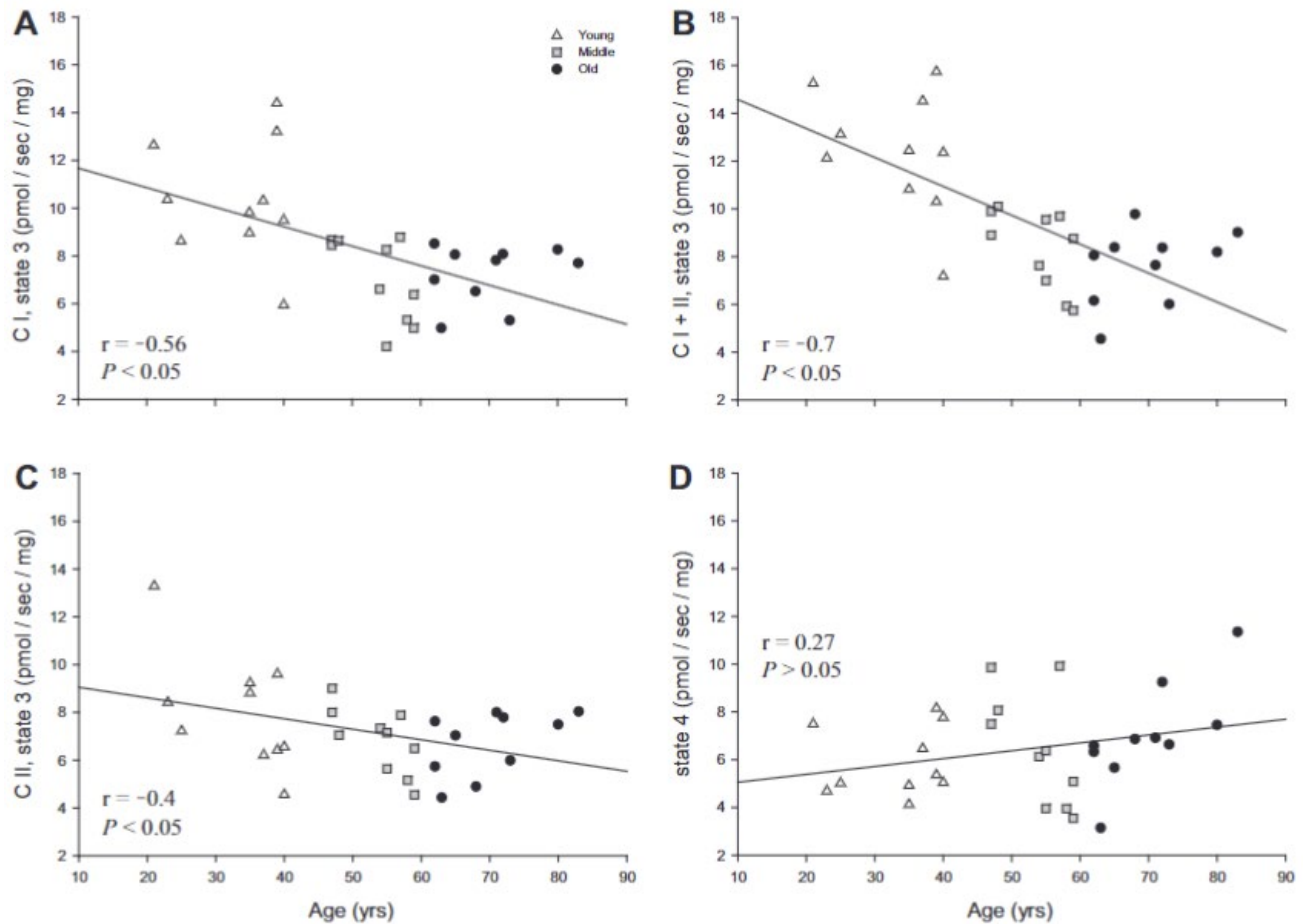 A
18
16
14
12
10
8
6
4
2
C I, state 3 (pmol / sec / mg)
Young
Middle
Old
r = −0.56
P < 0.05
B
18
16
14
12
10
8
6
4
2
C I + II, state 3 (pmol / sec / mg)
r = −0.7
P < 0.05
C
18
16
14
12
10
8
6
4
2
C II, state 3 (pmol / sec / mg)
r = −0.4
P < 0.05
10 20 30 40 50 60 70 80 90
Age (yrs)
D
18
16
14
12
10
8
6
4
2
state 4 (pmol / sec / mg)
r = 0.27
P > 0.05
10 20 30 40 50 60 70 80 90
Age (yrs)